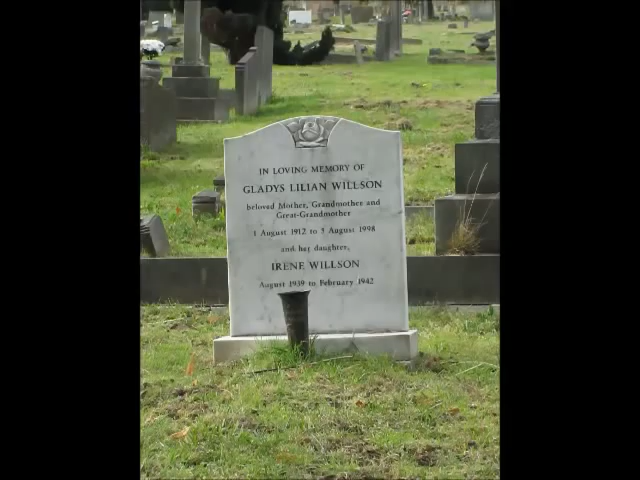 IN LOVING MEMORY OF
GLADYS LILIAN WILLSON
beloved Mother, Grandmother and
Great-Grandmother
1 August 1912 to 3 August 1998
and her daughter,
IRENE WILLSON
August 1939 to February 1942